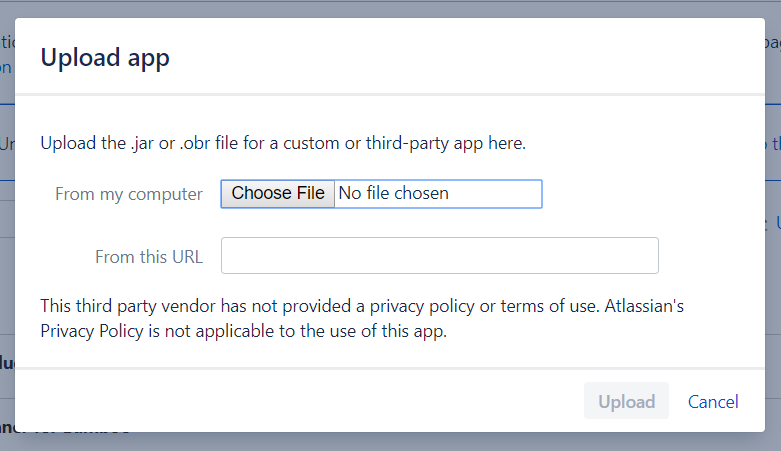 Upload app
Upload the .jar or .obr file for a custom or third-party app here.
From my computer Choose File No file chosen
From this URL
This third party vendor has not provided a privacy policy or terms of use. Atlassian's
Privacy Policy is not applicable to the use of this app.
Upload Cancel